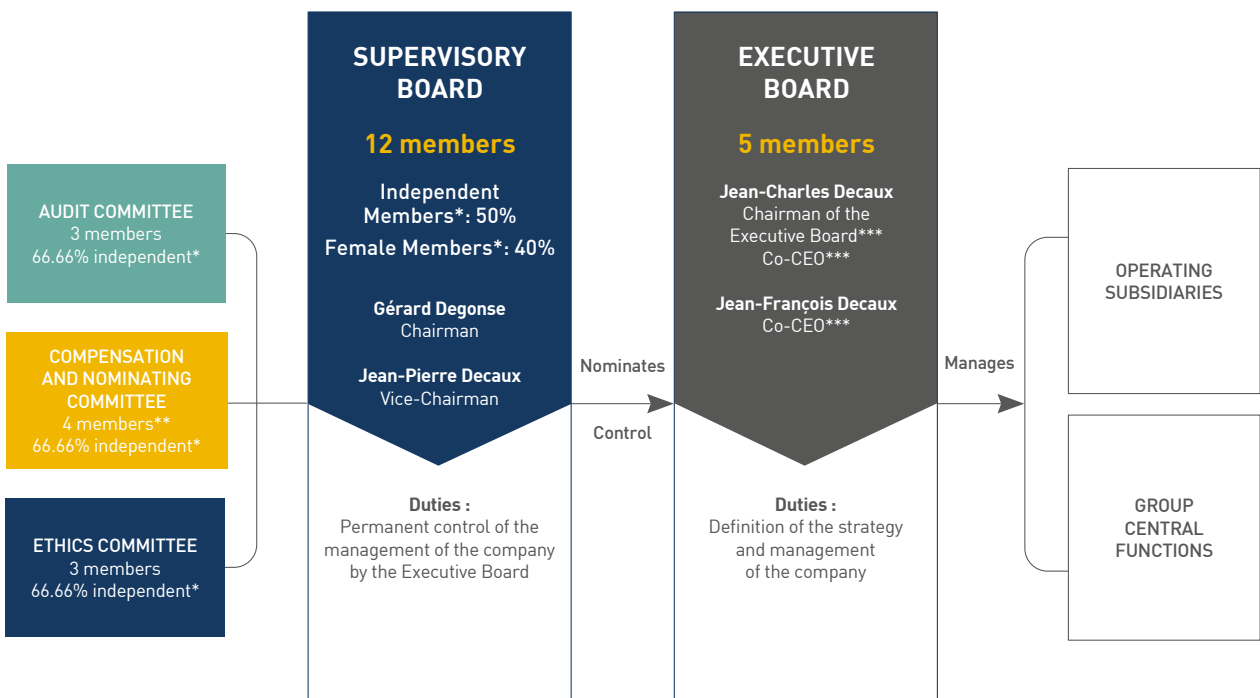 AUDIT COMMITTEE
3 members
66.66% independent*
COMPENSATION
AND NOMINATING
COMMITTEE
4 members**
66.66% independent*
ETHICS COMMITTEE
3 members
66.66% independent*
SUPERVISORY
BOARD
12 members
Independent
Members*: 50%
Female Members*: 40%
Gérard Degonse
Chairman
Jean-Pierre Decaux
Vice-Chairman
Duties :
Permanent control of the
management of the company
by the Executive Board
Nominates
Control
EXECUTIVE
BOARD
5 members
Jean-Charles Decaux
Chairman of the
Executive Board***
Co-CEO***
Jean-François Decaux
Co-CEO***
Duties :
Definition of the strategy
and management
of the company
Manages
OPERATING
SUBSIDIARIES
GROUP
CENTRAL
FUNCTIONS